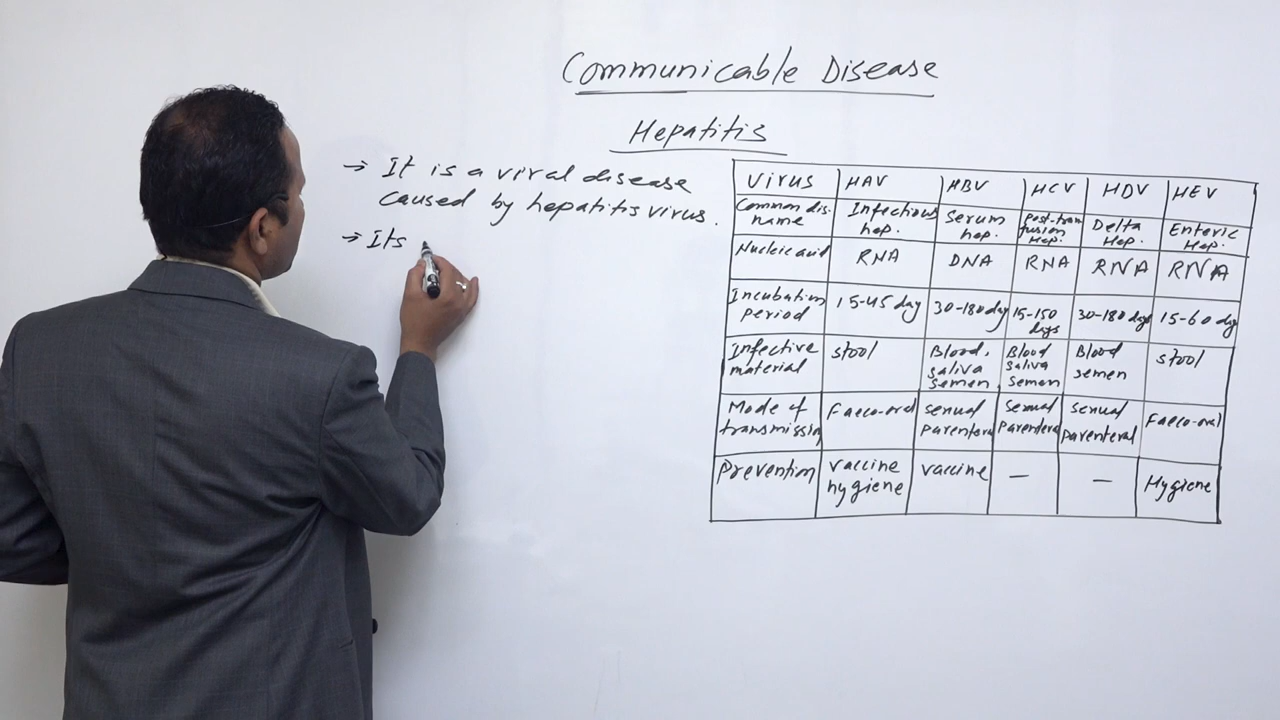 Communicable Disease
Hepatitis
→ It is a viral disease
caused by hepatitis virus.
→ Its
Virus HAV HBV HCV HDV HEV
Common dis. name Infectious hep. Serum hep. Post-transfusion Hep. Delta Hep. Enteric Hep.
Nucleic acid RNA DNA RNA RNA RNA
Incubation period 15-45 day 30-180 day 15-150 days 30-180 days 15-60 day
Infective material stool Blood, saliva semen Blood saliva semen Blood semen stool
Mode of transmission Faeco-oral sexual parenteral sexual parenteral sexual parenteral Faeco-oral
Prevention vaccine hygiene vaccine — — Hygiene